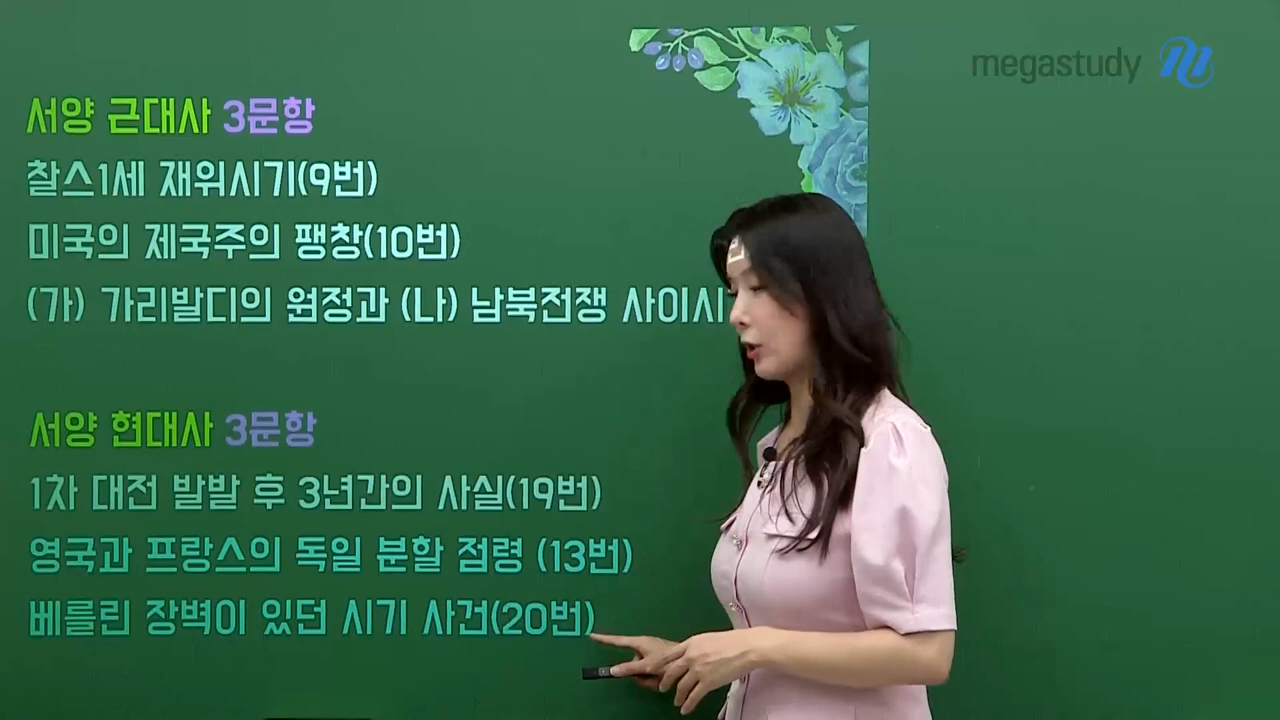 megastudy
서양 근대사 3문항
찰스1세 재위시기(9번)
미국의 제국주의 팽창(10번)
(가) 가리발디의 원정과 (나) 남북전쟁 사이시
서양 현대사 3문항
1차 대전 발발 후 3년간의 사실(19번)
영국과 프랑스의 독일 분할 점령 (13번)
베를린 장벽이 있던 시기 사건(20번)